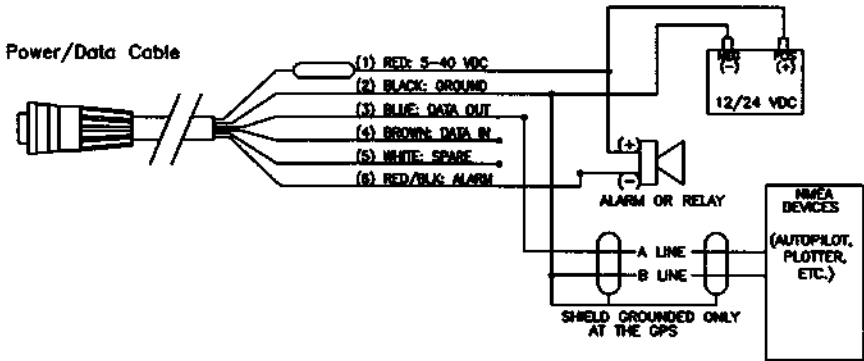 Power/Data Cable
(1) RED: 5-40 VDC
(2) BLACK: GROUND
(3) BLUE: DATA OUT
(4) BROWN: DATA IN
(5) WHITE: SPARE
(6) RED/BLK: ALARM
NEG POS
(-) (+)
12/24 VDC
(+)
(-)
ALARM OR RELAY
NMEA
DEVICES
(AUTOPILOT,
PLOTTER,
ETC.)
A LINE
B LINE
SHIELD GROUNDED ONLY
AT THE GPS